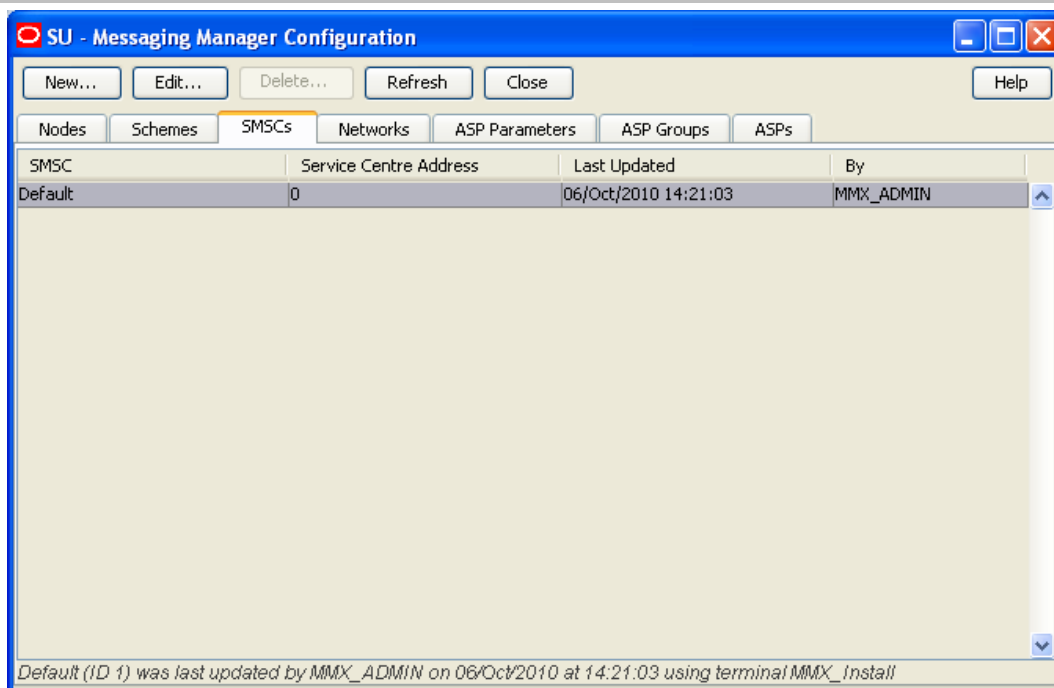 SU - Messaging Manager Configuration
New... Edit... Delete... Refresh Close Help
Nodes Schemes SMSCs Networks ASP Parameters ASP Groups ASPs
SMSC Service Centre Address Last Updated By
Default 0 06/Oct/2010 14:21:03 MMX_ADMIN
Default (ID 1) was last updated by MMX_ADMIN on 06/Oct/2010 at 14:21:03 using terminal MMX_Install